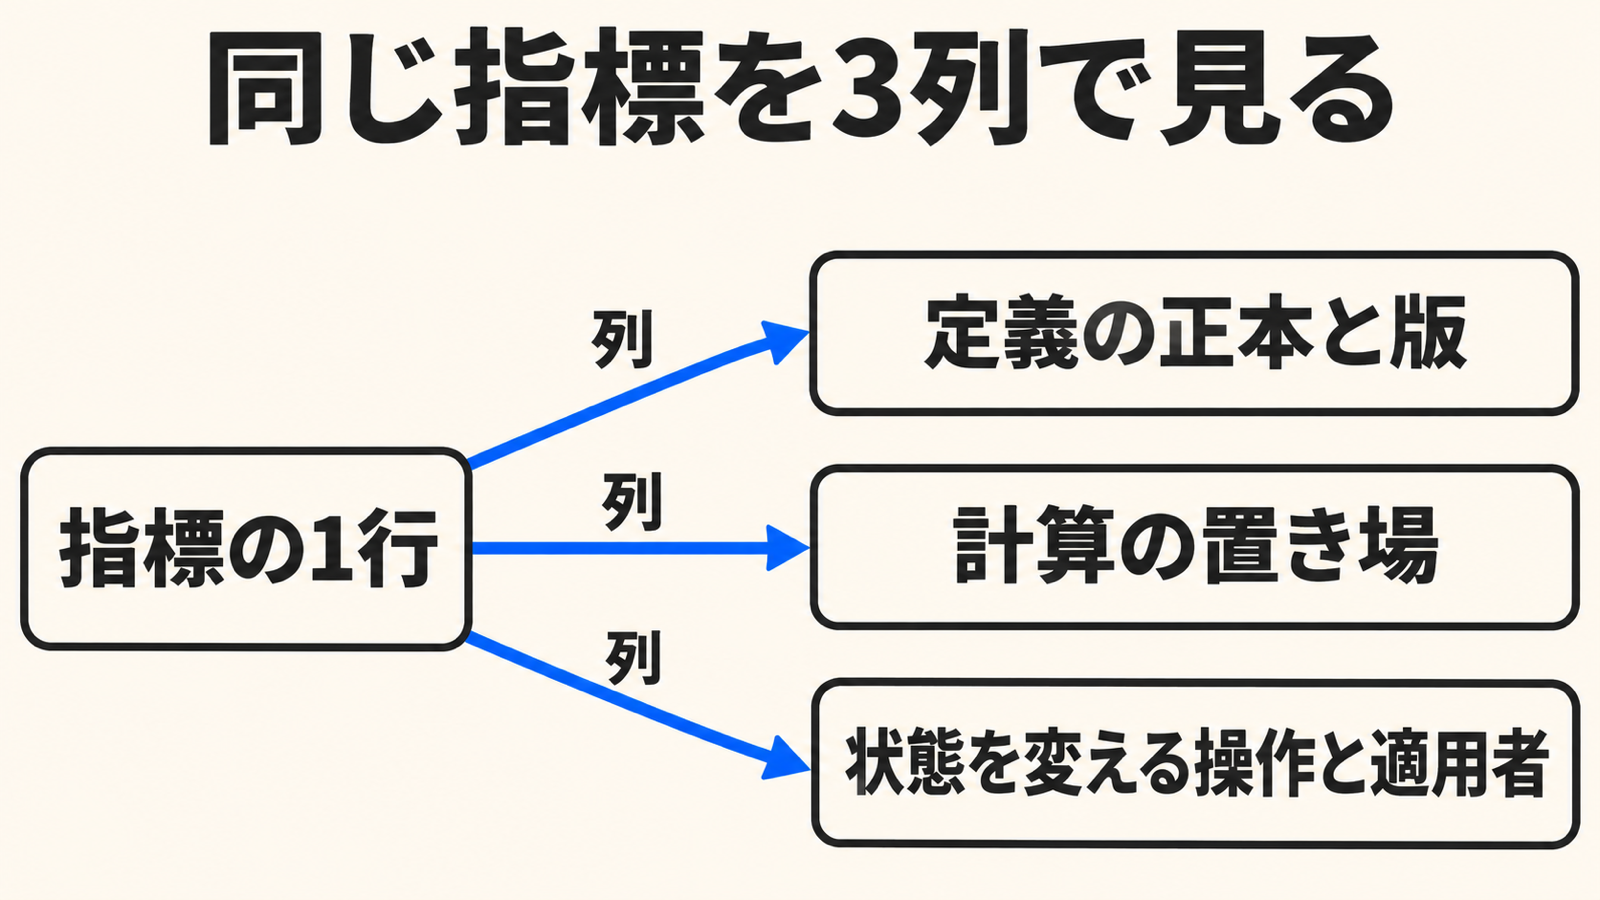 同じ指標を3列で見る
列
定義の正本と版
指標の1行
列
計算の置き場
列
状態を変える操作と適用者